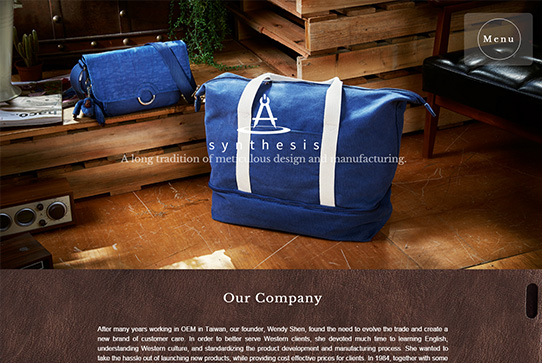 Menu
synthesis
A long tradition of meticulous design and manufacturing.
Our Company
After many years working in OEM in Taiwan, our founder, Wendy Shen, found the need to evolve the trade and create a
new brand of customer care. In order to better serve Western clients, she devoted much time to learning English,
understanding Western culture, and standardizing the product development and manufacturing process. She wanted to
take the hassle out of launching new products, while providing cost effective prices for clients. In 1984, together with some